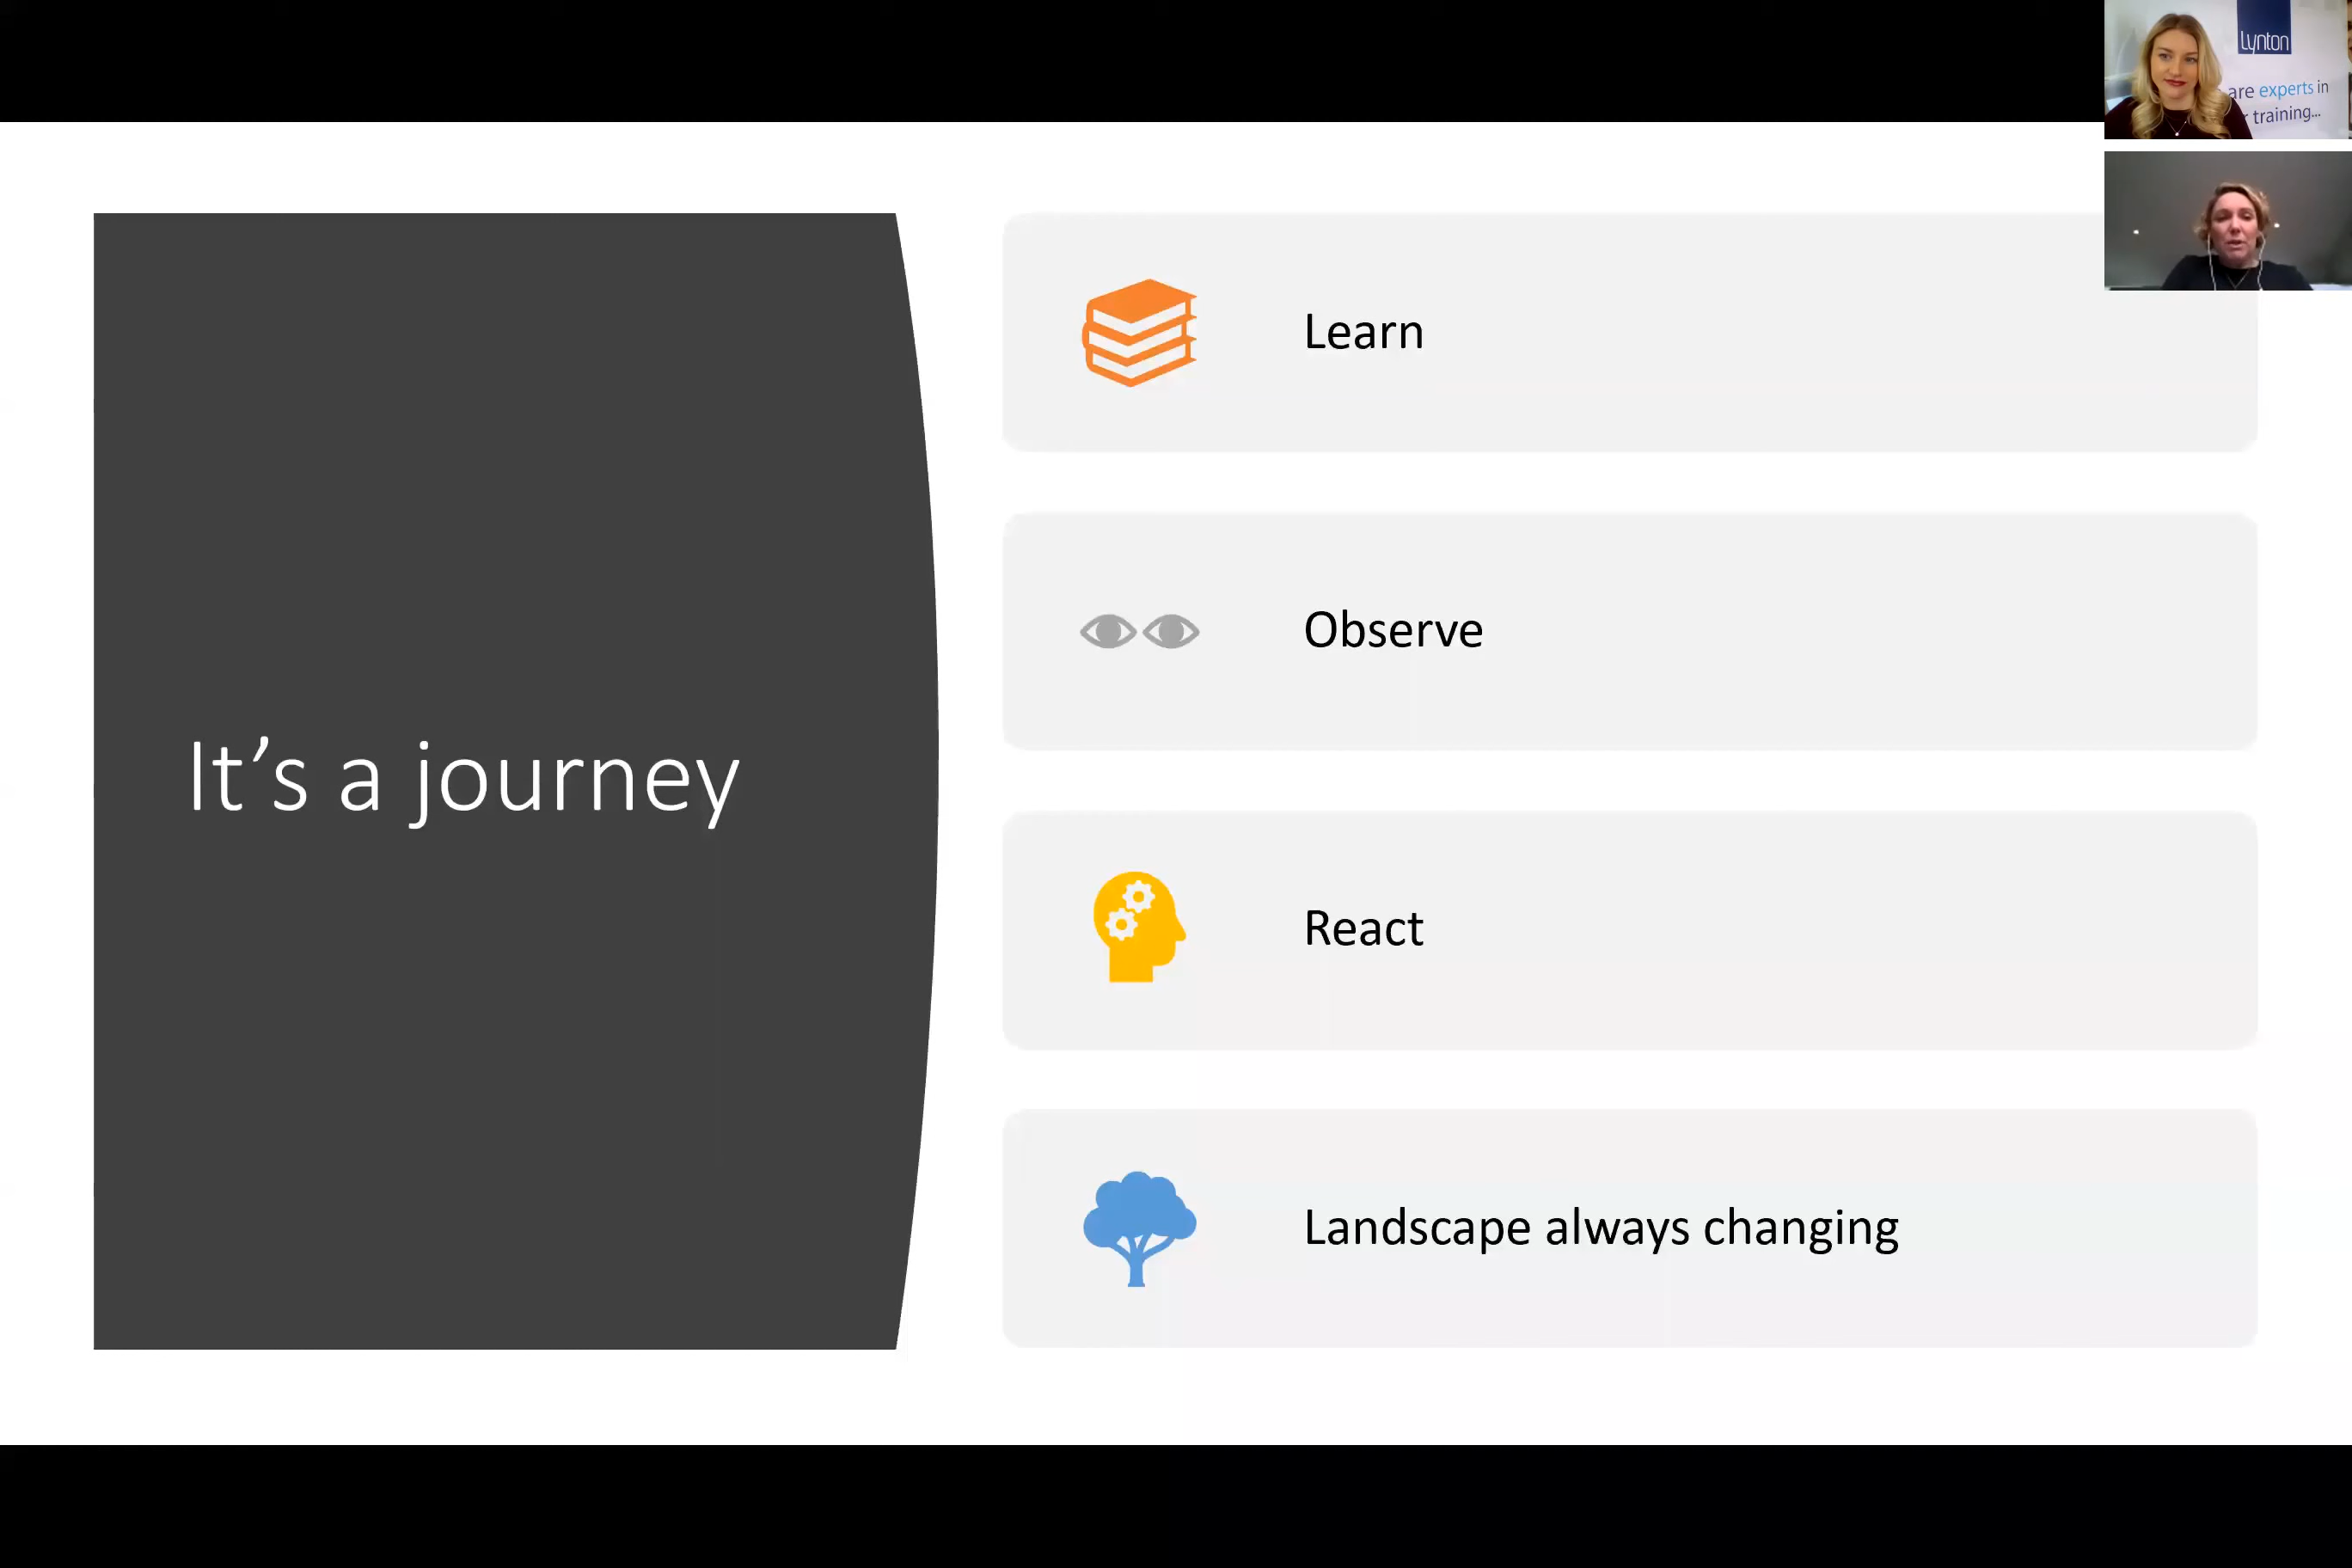 Lynton
are experts in
training...
Learn
Observe
It's a journey
React
Landscape always changing